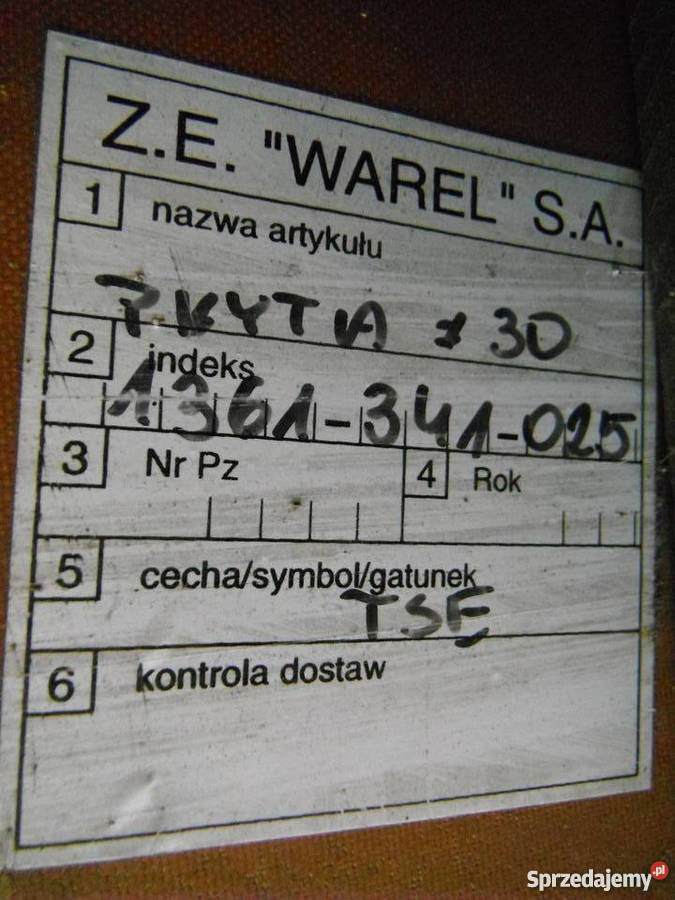 Z.E. "WAREL" S.A.
1 nazwa artykułu
PŁYTA # 30
2 indeks
1361-341-025
3 Nr Pz
4 Rok
5 cecha/symbol/gatunek
TSE
6 kontrola dostaw
Sprzedajemy.pl